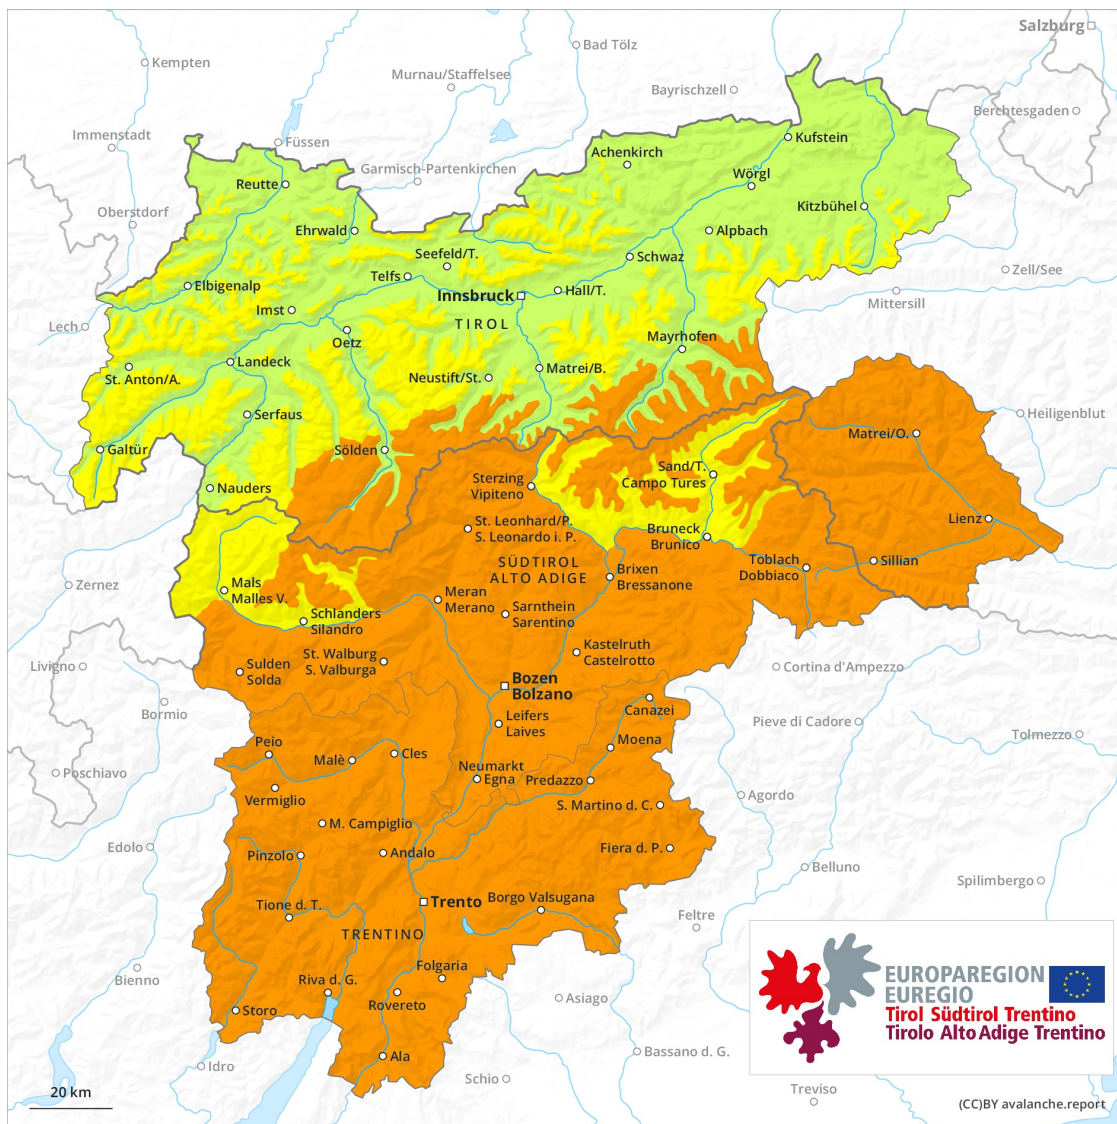 Salzburg
Bad Tölz
Kempten
Murnau/Staffelsee
Bayrischzell
Berchtesgaden
Immenstadt
Füssen
Kufstein
Achenkirch
Garmisch-Partenkirchen
Wörgl
Reutte
Oberstdorf
Kitzbühel
Ehrwald
Alpbach
Seefeld/T.
Schwaz
Telfs
Zell/See
Elbigenalp
Hall/T.
Innsbruck
Mittersill
Imst
TIROL
Lech
Oetz
Mayrhofen
Landeck
Matrei/B.
St. Anton/A.
Neustift/St.
Serfaus
Heiligenblut
Matrei/O.
Galtür
Sölden
Sand/T.
Campo Tures
Sterzing
Vipiteno
Nauders
Lienz
St. Leonhard/P.
S. Leonardo i. P.
Bruneck
Brunico
SÜDTIROL
ALTO ADIGE
Toblach
Dobbiaco
Sillian
Brixen
Bressanone
Zernez
Mals
Malles V.
Meran
Merano
Sarnthein
Sarentino
Schlanders
Silandro
Kastelruth
Castelrotto
St. Walburg
S. Valburga
Livigno
Sulden
Solda
Cortina d'Ampezzo
Bozen
Bolzano
Canazei
Bormio
Leifers
Laives
Pieve di Cadore
Tolmezzo
Moena
Peio
Cles
Malè
Poschiavo
Neumarkt
Egna
Predazzo
Vermiglio
Agordo
S. Martino d. C.
M. Campiglio
Edolo
Fiera d. P.
Pinzolo
Andalo
Belluno
Spilimbergo
Tione d. T.
Trento
Borgo Valsugana
Feltre
TRENTINO
Bienno
Folgaria
Riva d. G.
Rovereto
Asiago
Storo
EUROPAREGION
EUREGIO
Tirol Südtirol Trentino
Tirolo Alto Adige Trentino
Ala
Bassano d. G.
Idro
Schio
20 km
Treviso
(CC)BY avalanche.report